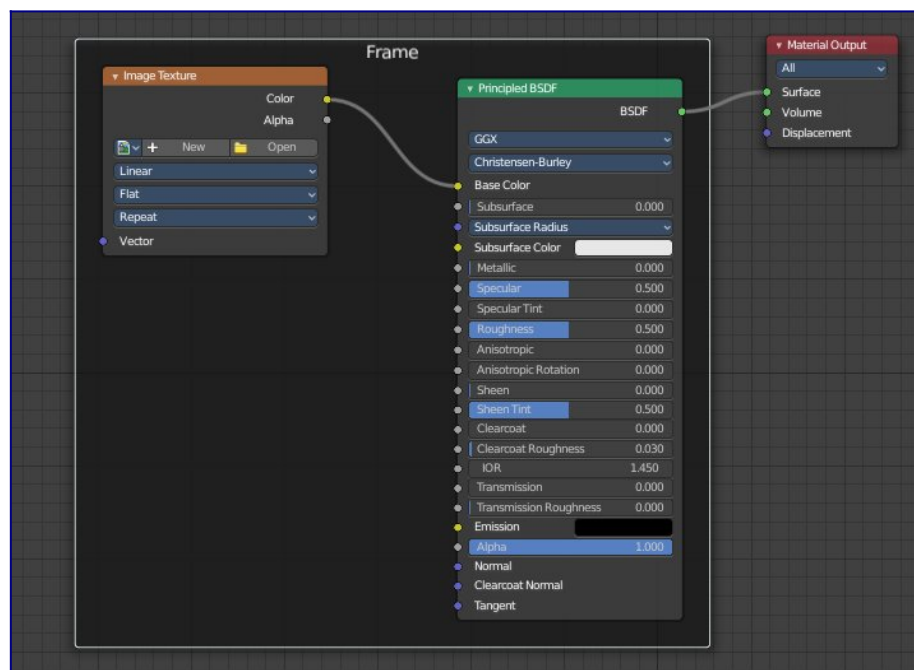 Frame
Image Texture
Color
Alpha
New Open
Linear
Flat
Repeat
Vector
Principled BSDF
BSDF
GGX
Christensen-Burley
Base Color
Subsurface 0.000
Subsurface Radius
Subsurface Color
Metallic 0.000
Specular 0.500
Specular Tint 0.000
Roughness 0.500
Anisotropic 0.000
Anisotropic Rotation 0.000
Sheen 0.000
Sheen Tint 0.500
Clearcoat 0.000
Clearcoat Roughness 0.030
IOR 1.450
Transmission 0.000
Transmission Roughness 0.000
Emission
Alpha 1.000
Normal
Clearcoat Normal
Tangent
Material Output
All
Surface
Volume
Displacement